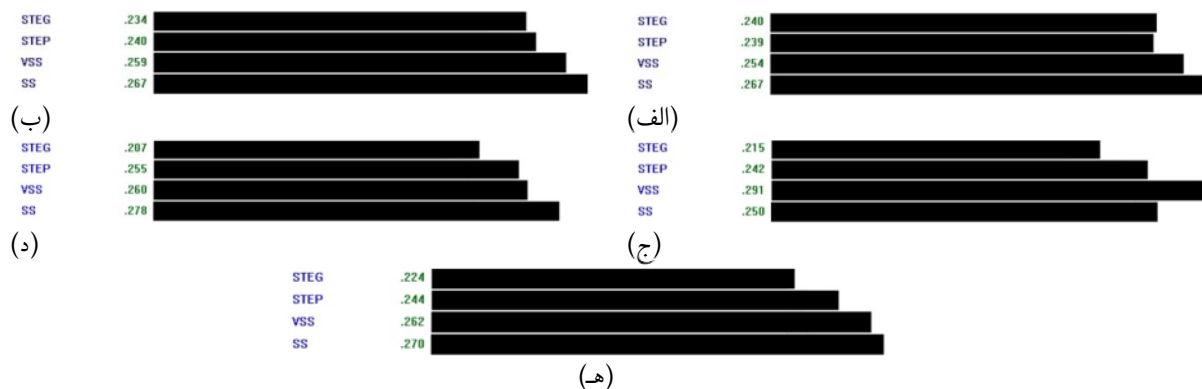 STEG .240
STEP .239
VSS .254
SS .267
(الف)
STEG .234
STEP .240
VSS .259
SS .267
(ب)
STEG .215
STEP .242
VSS .291
SS .250
(ج)
STEG .207
STEP .255
VSS .260
SS .278
(د)
STEG .224
STEP .244
VSS .262
SS .270
(هـ)